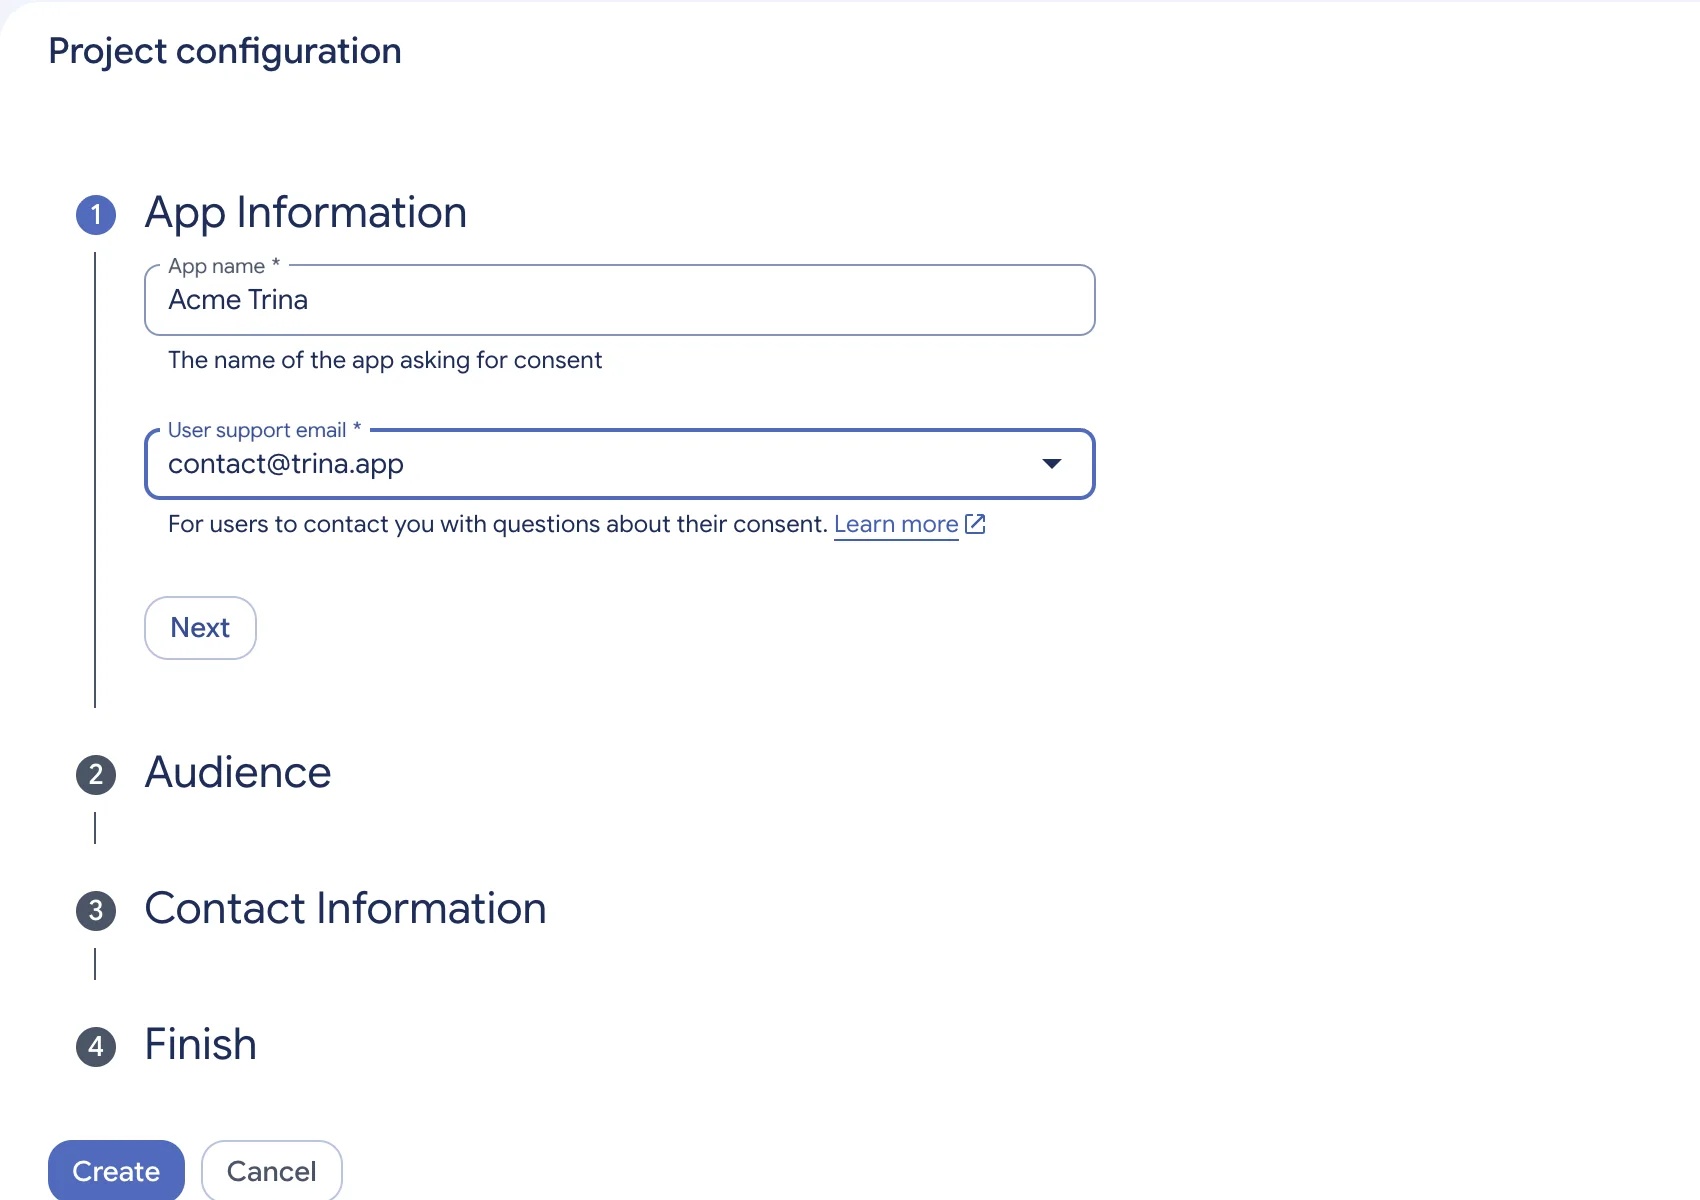 Project configuration
1 App Information
App name *
Acme Trina
The name of the app asking for consent
User support email *
contact@trina.app
For users to contact you with questions about their consent. Learn more
Next
2 Audience
3 Contact Information
4 Finish
Create Cancel